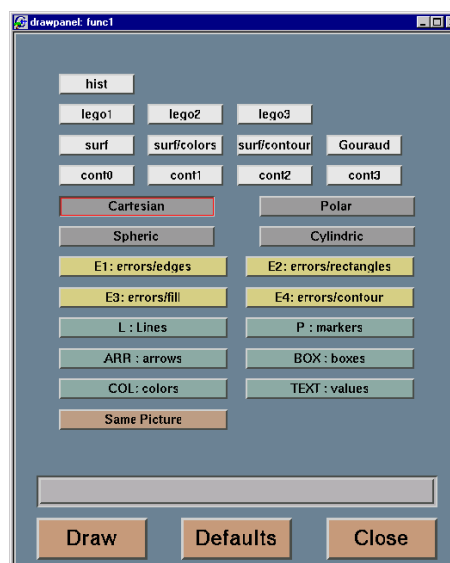 drawpanel: func1
hist
lego1 lego2 lego3
surf surf/colors surf/contour Gouraud
cont0 cont1 cont2 cont3
Cartesian Polar
Spheric Cylindric
E1: errors/edges E2: errors/rectangles
E3: errors/fill E4: errors/contour
L : Lines P : markers
ARR : arrows BOX : boxes
COL: colors TEXT : values
Same Picture
Draw Defaults Close